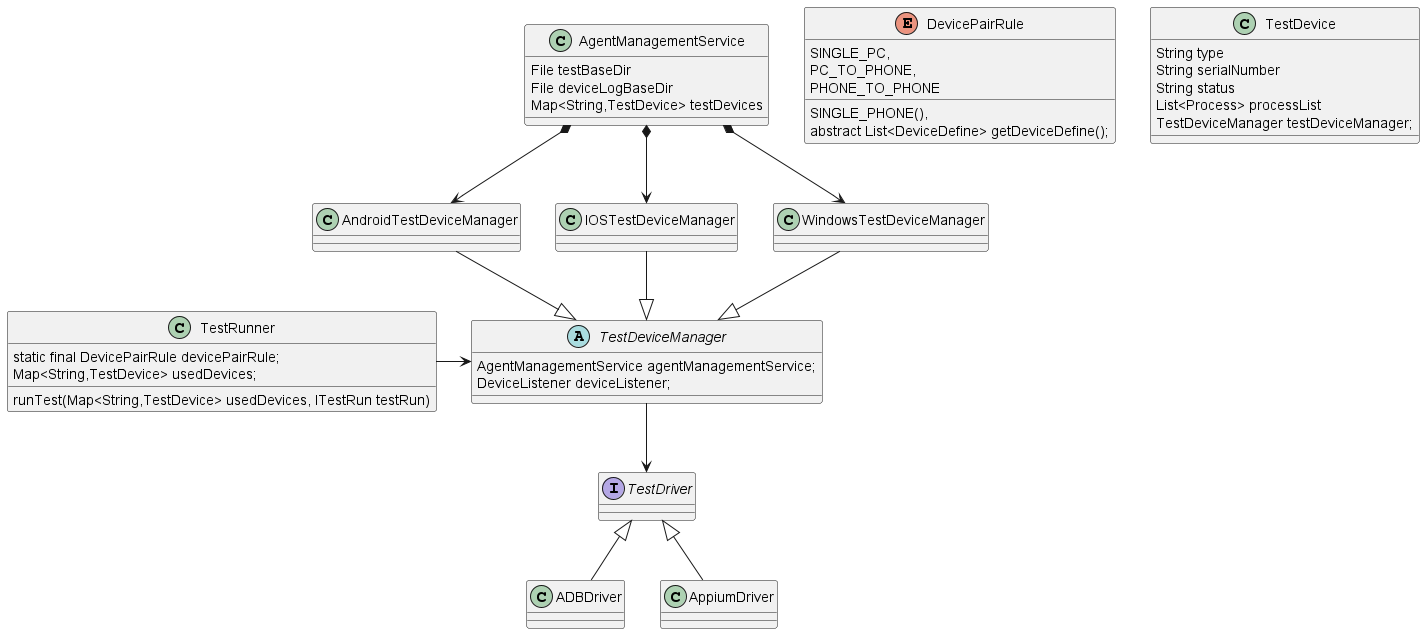 C AgentManagementService
File testBaseDir
File deviceLogBaseDir
Map<String,TestDevice> testDevices
E DevicePairRule
SINGLE_PC,
PC_TO_PHONE,
PHONE_TO_PHONE
SINGLE_PHONE(),
abstract List<DeviceDefine> getDeviceDefine();
C TestDevice
String type
String serialNumber
String status
List<Process> processList
TestDeviceManager testDeviceManager;
C AndroidTestDeviceManager
C IOSTestDeviceManager
C WindowsTestDeviceManager
C TestRunner
static final DevicePairRule devicePairRule;
Map<String,TestDevice> usedDevices;
runTest(Map<String,TestDevice> usedDevices, ITestRun testRun)
A TestDeviceManager
AgentManagementService agentManagementService;
DeviceListener deviceListener;
I TestDriver
C ADBDriver
C AppiumDriver